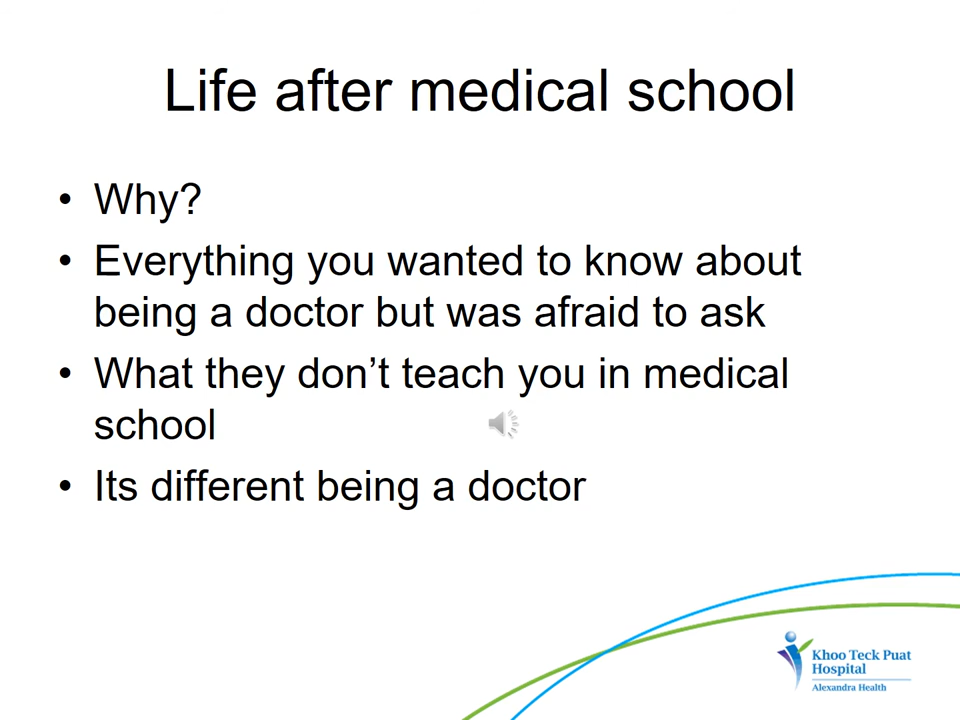 Life after medical school
• Why?
• Everything you wanted to know about
being a doctor but was afraid to ask
• What they don’t teach you in medical
school
• Its different being a doctor
Khoo Teck Puat
Hospital
Alexandra Health